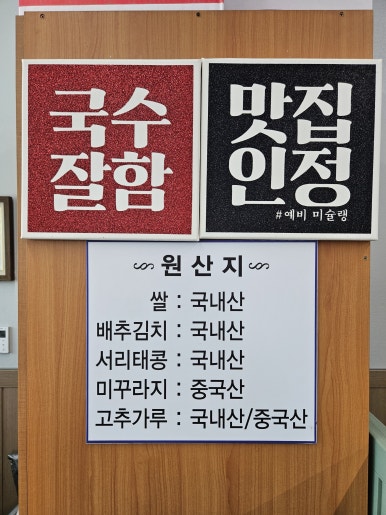 국수
잘함
맛집
인정
#예비 미슐랭
원산지
쌀 : 국내산
배추김치 : 국내산
서리태콩 : 국내산
미꾸라지 : 중국산
고추가루 : 국내산/중국산